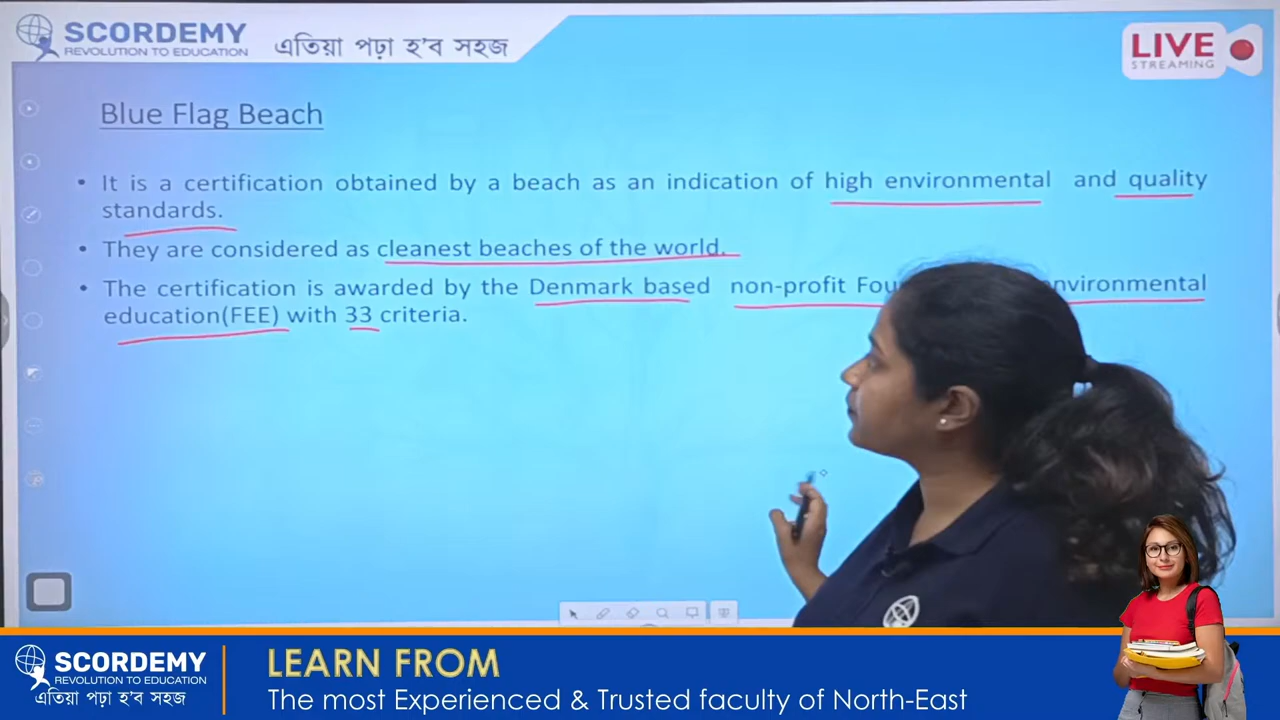 SCORDEMY
REVOLUTION TO EDUCATION
এতিয়া পঢ়া হ'ব সহজ
LIVE
STREAMING
Blue Flag Beach
• It is a certification obtained by a beach as an indication of high environmental and quality
standards.
• They are considered as cleanest beaches of the world.
• The certification is awarded by the Denmark based non-profit Fou nvironmental
education(FEE) with 33 criteria.
SCORDEMY
REVOLUTION TO EDUCATION
এতিয়া পঢ়া হ'ব সহজ
LEARN FROM
The most Experienced & Trusted faculty of North-East